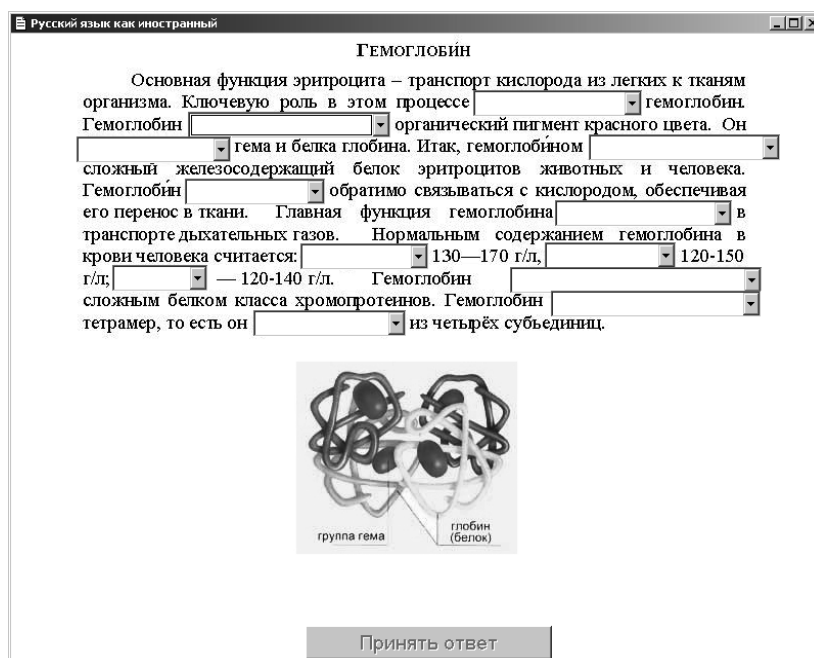 Русский язык как иностранный
ГЕМОГЛОБИ́Н
Основная функция эритроцита – транспорт кислорода из легких к тканям
организма. Ключевую роль в этом процессе гемоглобин.
Гемоглобин органический пигмент красного цвета. Он
гема и белка глобина. Итак, гемоглоби́ном
сложный железосодержащий белок эритроцитов животных и человека.
Гемоглоби́н обратимо связываться с кислородом, обеспечивая
его перенос в ткани. Главная функция гемоглобина в
транспорте дыхательных газов. Нормальным содержанием гемоглобина в
крови человека считается: 130—170 г/л, 120-150
г/л; — 120-140 г/л. Гемоглобин
сложным белком класса хромопротеинов. Гемоглобин
тетрамер, то есть он из четырёх субъединиц.
группа гема
глобин
(белок)
Принять ответ